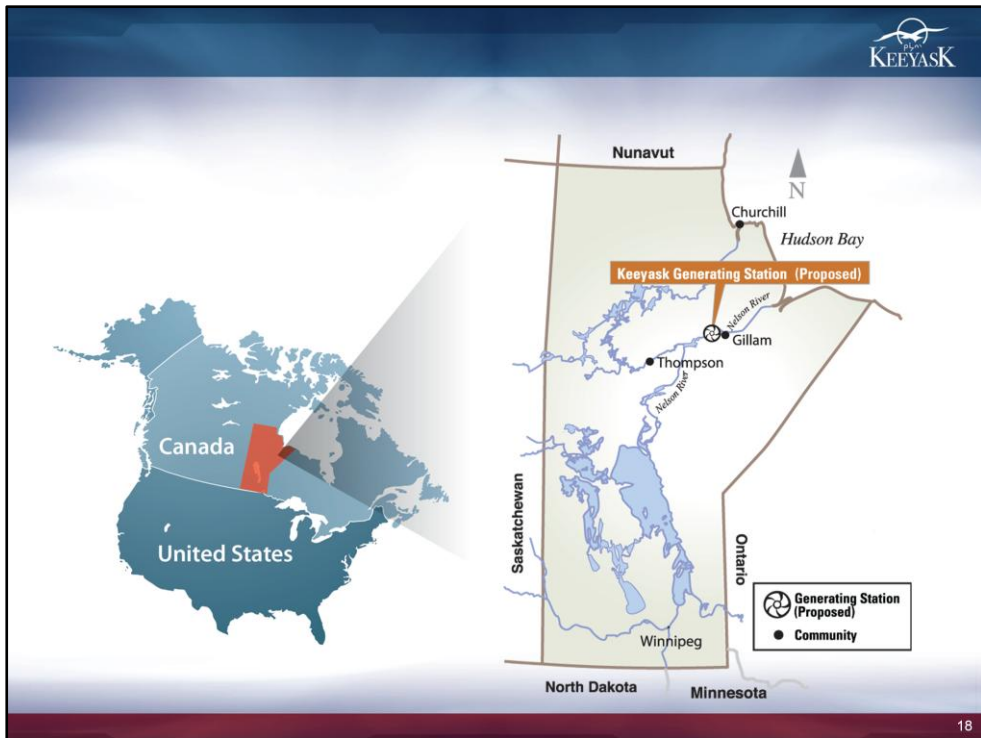 KEEYASK
Nunavut
N
Churchill
Hudson Bay
Keeyask Generating Station (Proposed)
Nelson River
Gillam
Thompson
Nelson River
Canada
United States
Saskatchewan
Ontario
Generating Station
(Proposed)
Community
Winnipeg
North Dakota
Minnesota
18